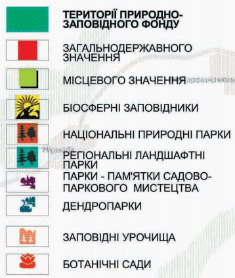 ТЕРИТОРІЇ ПРИРОДНО-
ЗАПОВІДНОГО ФОНДУ
ЗАГАЛЬНОДЕРЖАВНОГО
ЗНАЧЕННЯ
МІСЦЕВОГО ЗНАЧЕННЯ
БІОСФЕРНІ ЗАПОВІДНИКИ
НАЦІОНАЛЬНІ ПРИРОДНІ ПАРКИ
РЕГІОНАЛЬНІ ЛАНДШАФТНІ
ПАРКИ
ПАРКИ - ПАМ'ЯТКИ САДОВО-
ПАРКОВОГО МИСТЕЦТВА
ДЕНДРОПАРКИ
ЗАПОВІДНІ УРОЧИЩА
БОТАНІЧНІ САДИ